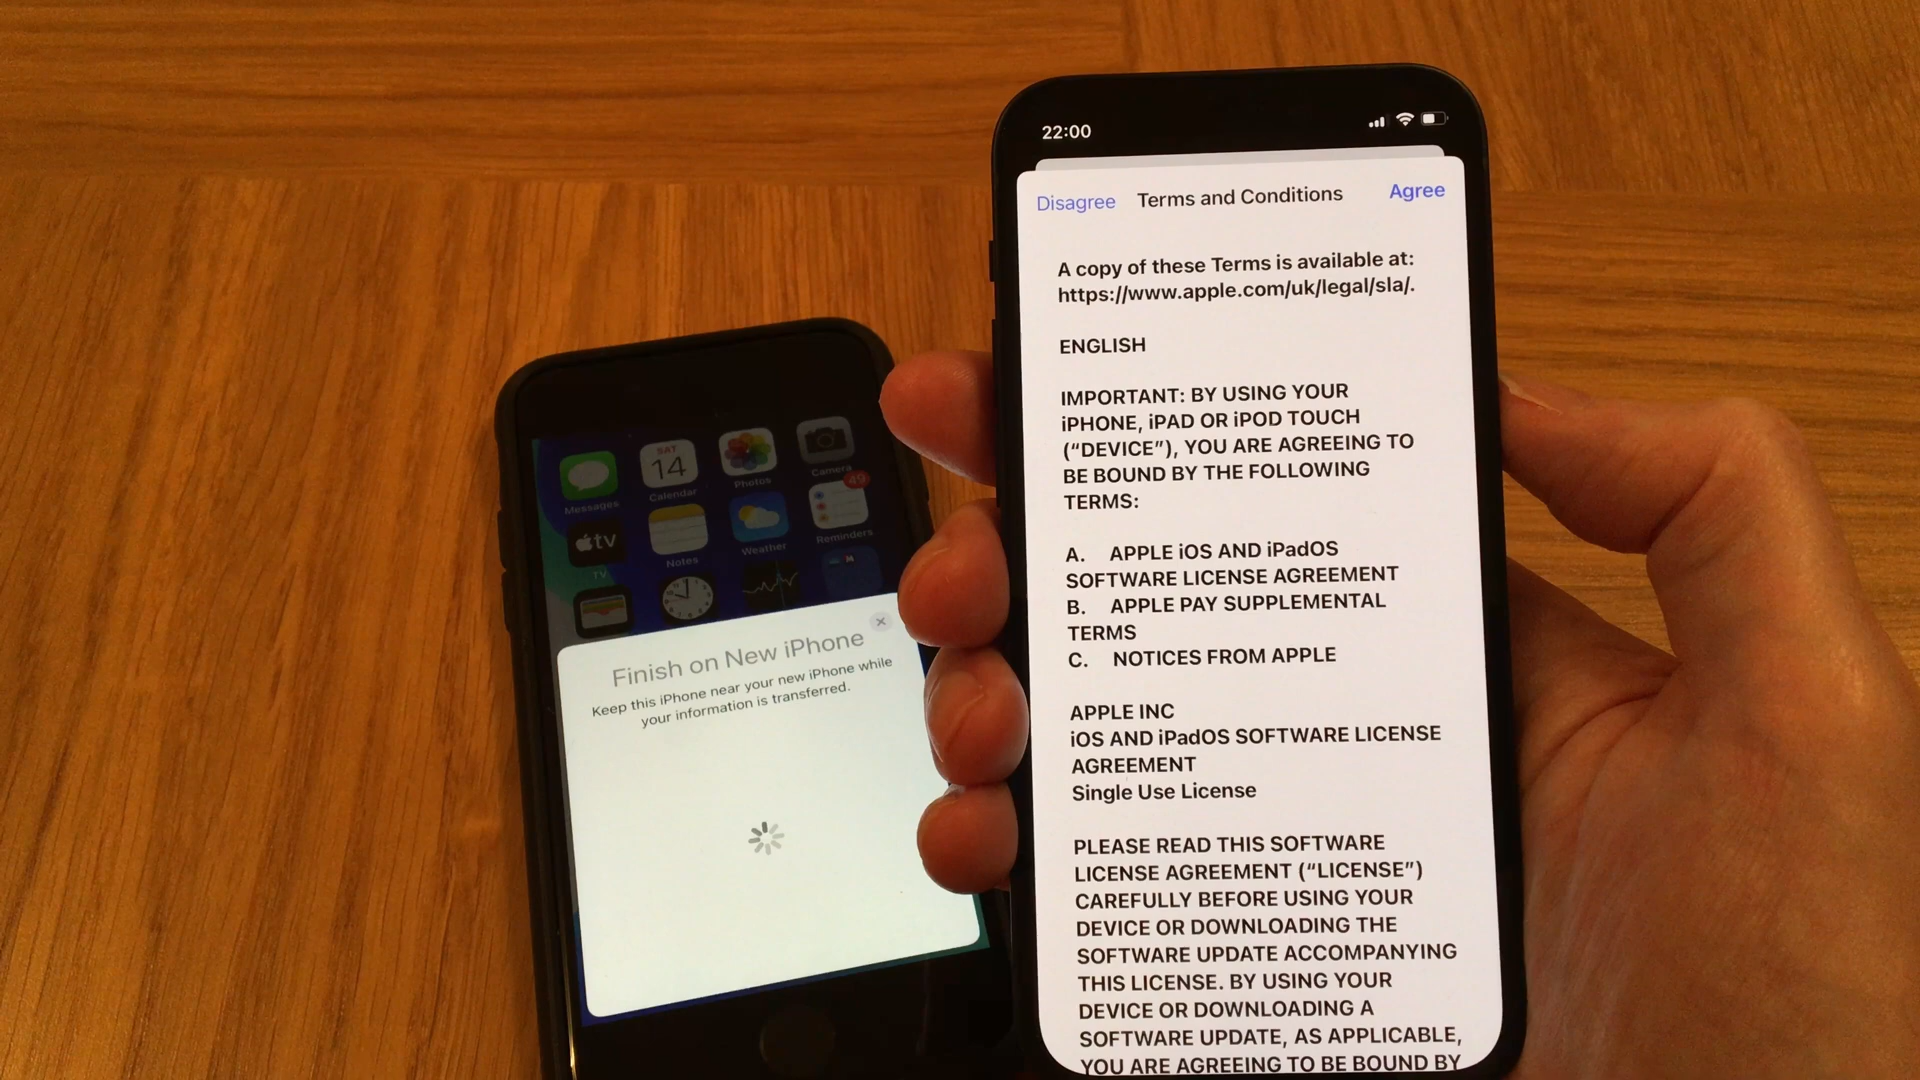 22:00
Disagree Terms and Conditions Agree
A copy of these Terms is available at:
https://www.apple.com/uk/legal/sla/.
ENGLISH
IMPORTANT: BY USING YOUR
iPHONE, iPAD OR iPOD TOUCH
(“DEVICE”), YOU ARE AGREEING TO
BE BOUND BY THE FOLLOWING
TERMS:
A. APPLE iOS AND iPadOS
SOFTWARE LICENSE AGREEMENT
B. APPLE PAY SUPPLEMENTAL
TERMS
C. NOTICES FROM APPLE
APPLE INC
iOS AND iPadOS SOFTWARE LICENSE
AGREEMENT
Single Use License
PLEASE READ THIS SOFTWARE
LICENSE AGREEMENT (“LICENSE”)
CAREFULLY BEFORE USING YOUR
DEVICE OR DOWNLOADING THE
SOFTWARE UPDATE ACCOMPANYING
THIS LICENSE. BY USING YOUR
DEVICE OR DOWNLOADING A
SOFTWARE UPDATE, AS APPLICABLE,
YOU ARE AGREEING TO BE BOUND BY
SAT
14
Messages Calendar Photos Camera
49
tv
TV Notes Weather Reminders
Finish on New iPhone
Keep this iPhone near your new iPhone while
your information is transferred.